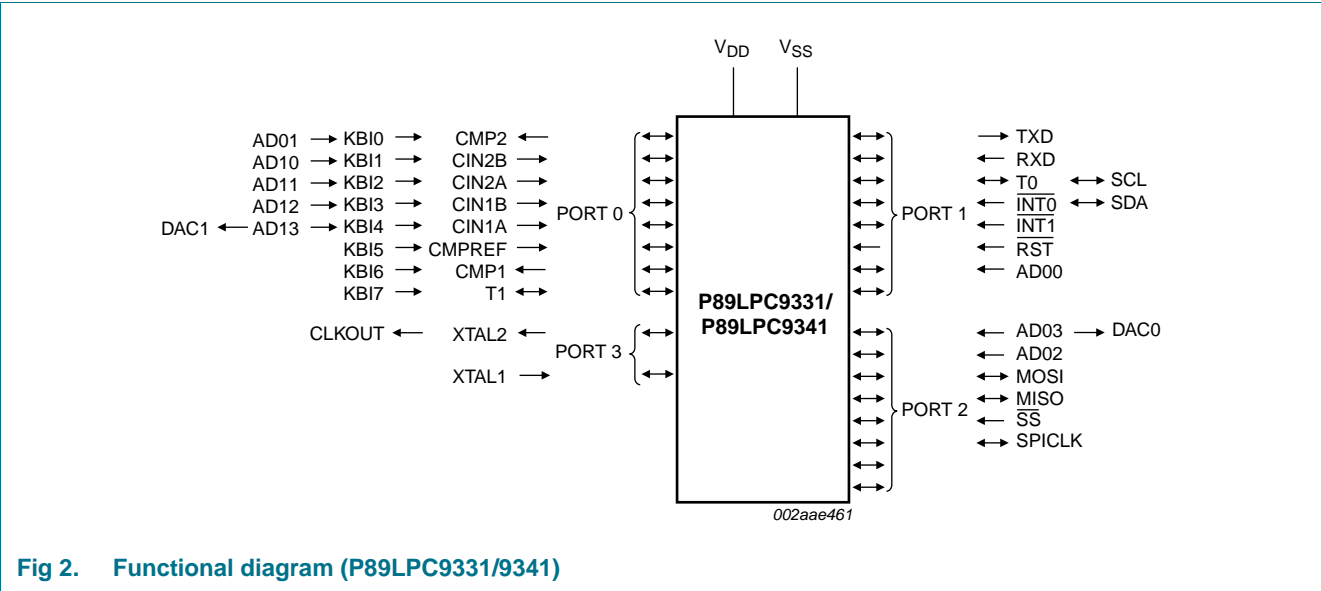 VDD VSS
AD01 KBI0 CMP2 TXD
AD10 KBI1 CIN2B RXD
AD11 KBI2 CIN2A T0 SCL
AD12 KBI3 CIN1B PORT 0 PORT 1 INT0 SDA
DAC1 AD13 KBI4 CIN1A INT1
KBI5 CMPREF RST
KBI6 CMP1 AD00
KBI7 T1
P89LPC9331/
P89LPC9341
CLKOUT XTAL2 AD03 DAC0
PORT 3 AD02
XTAL1 MOSI
MISO
PORT 2 SS
SPICLK
002aae461
Fig 2. Functional diagram (P89LPC9331/9341)